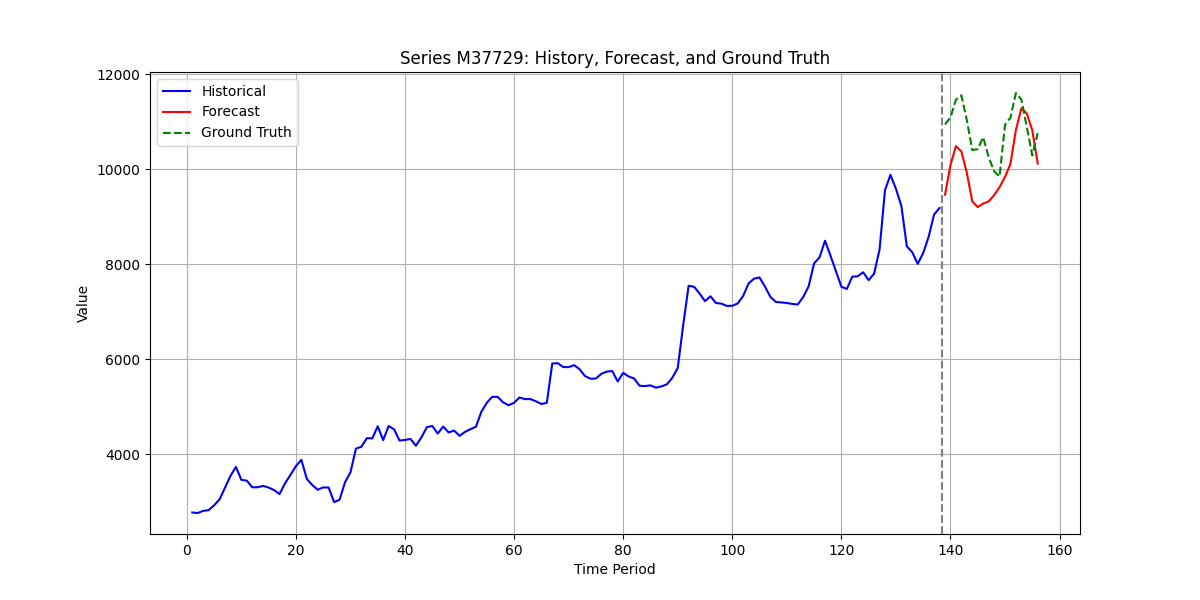 Series M37729: History, Forecast, and Ground Truth
Historical
Forecast
Ground Truth
Value
12000
10000
8000
6000
4000
0 20 40 60 80 100 120 140 160
Time Period